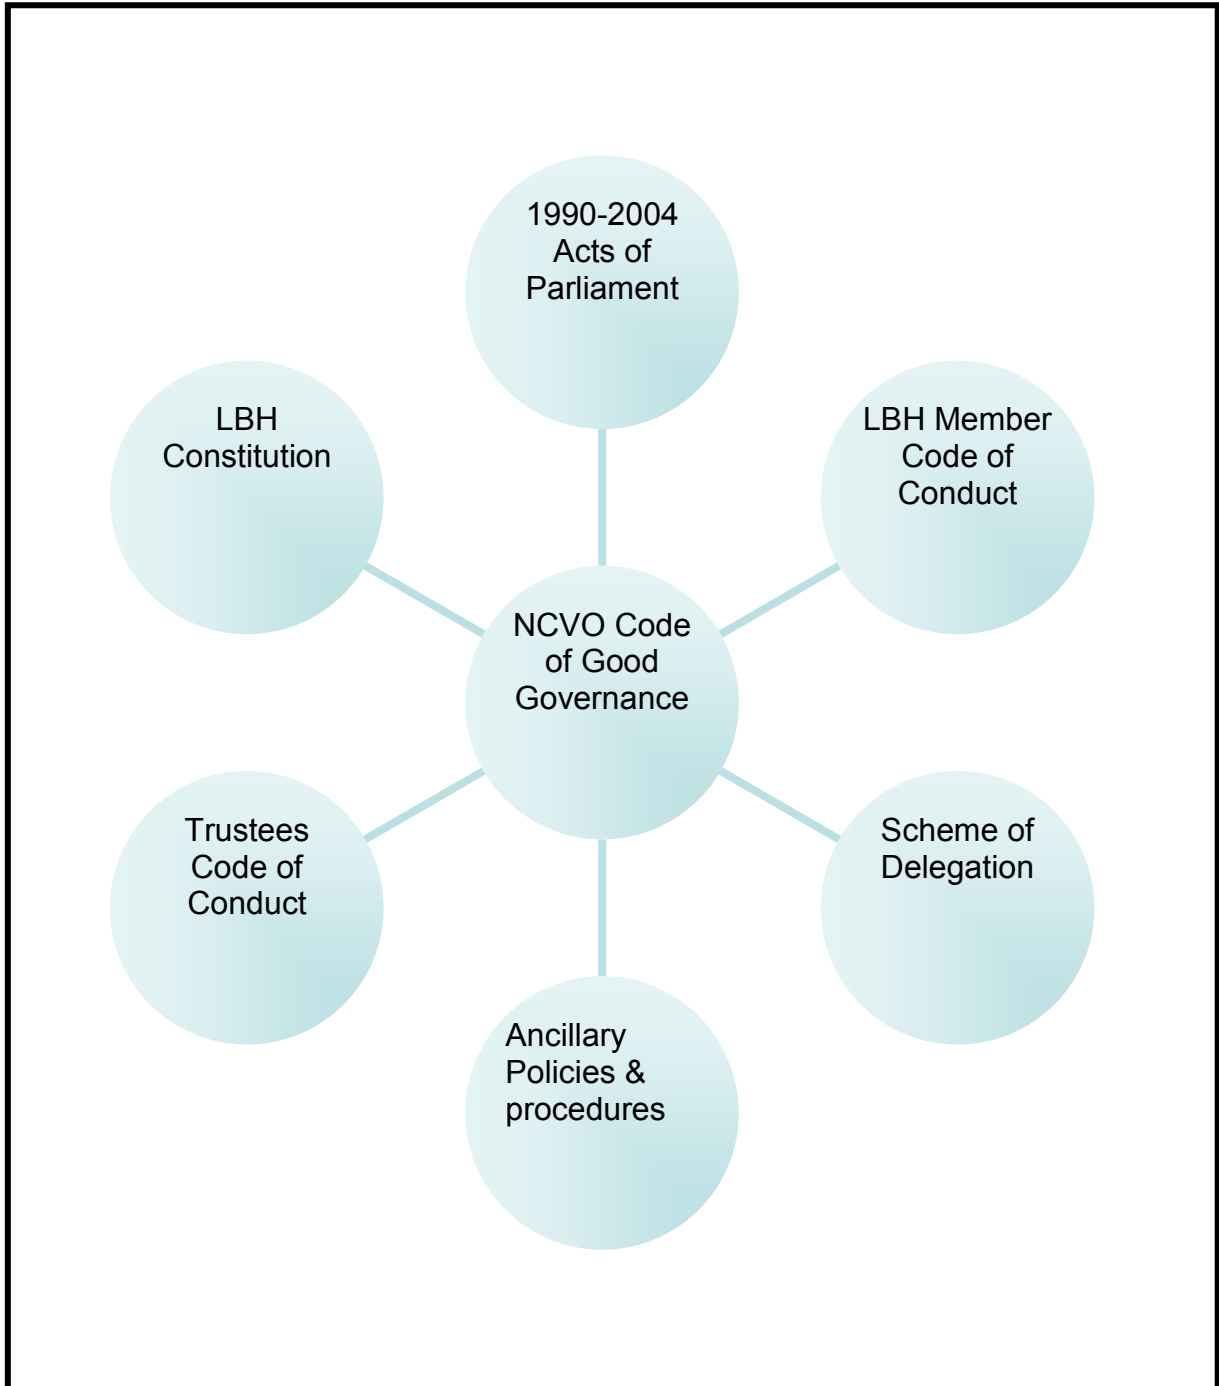 1990-2004
Acts of
Parliament
LBH
Constitution
LBH Member
Code of
Conduct
NCVO Code
of Good
Governance
Trustees
Code of
Conduct
Scheme of
Delegation
Ancillary
Policies &
procedures